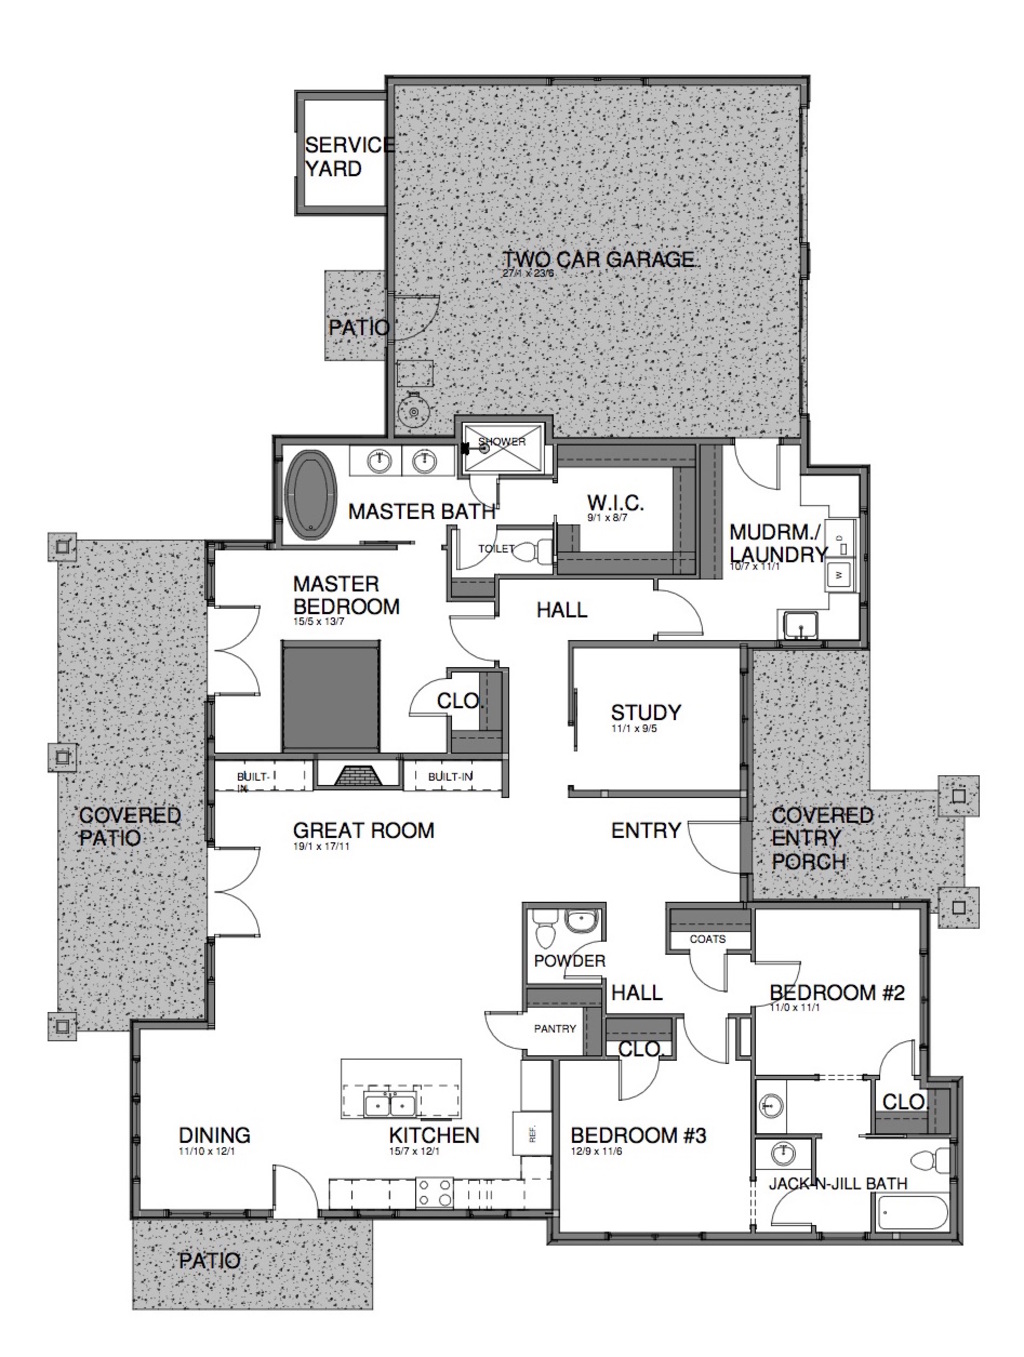 SERVICE
YARD
TWO CAR GARAGE
27/1 x 23/6
PATIO
SHOWER
MASTER BATH
W.I.C.
9/1 x 8/7
TOILET
MUDRM./
LAUNDRY
10/7 x 11/1
D
W
MASTER
BEDROOM
15/5 x 13/7
HALL
CLO.
STUDY
11/1 x 9/5
BUILT-
IN
BUILT-IN
COVERED
PATIO
GREAT ROOM
19/1 x 17/11
ENTRY
COVERED
ENTRY
PORCH
POWDER
COATS
HALL
BEDROOM #2
11/0 x 11/1
PANTRY
CLO.
CLO.
DINING
11/10 x 12/1
KITCHEN
15/7 x 12/1
REF.
BEDROOM #3
12/9 x 11/6
JACK-N-JILL BATH
PATIO